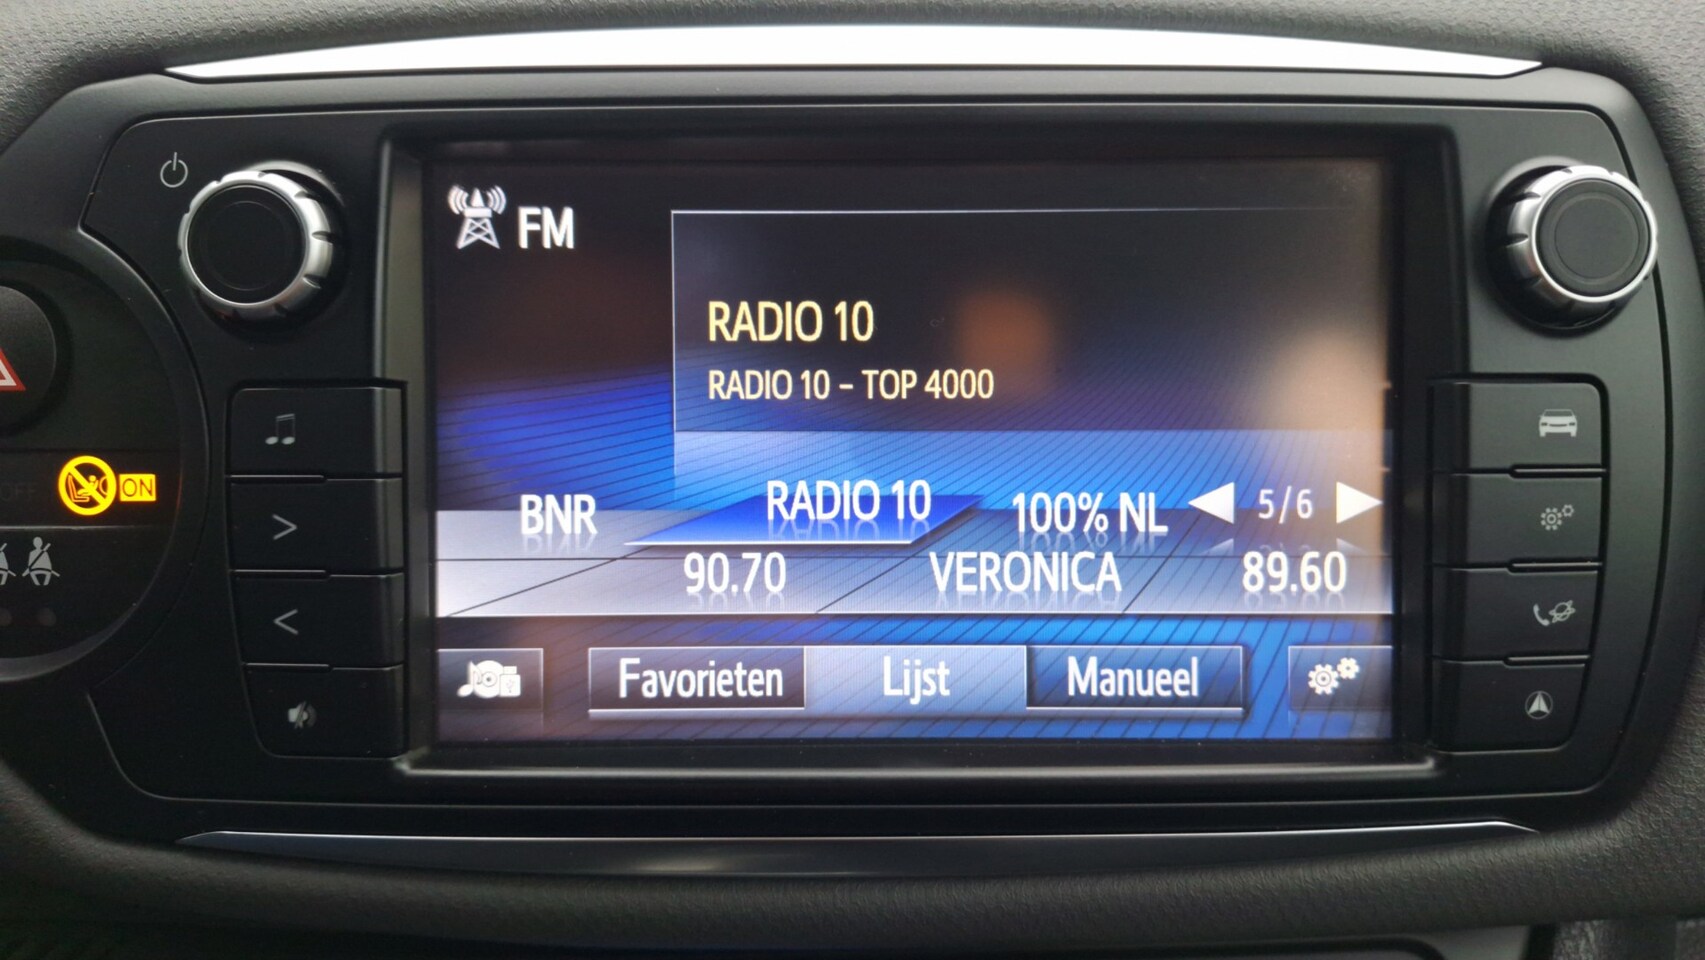 FM
RADIO 10
RADIO 10 - TOP 4000
BNR RADIO 10 100% NL 5/6
90.70 VERONICA 89.60
Favorieten Lijst Manueel
OFF ON